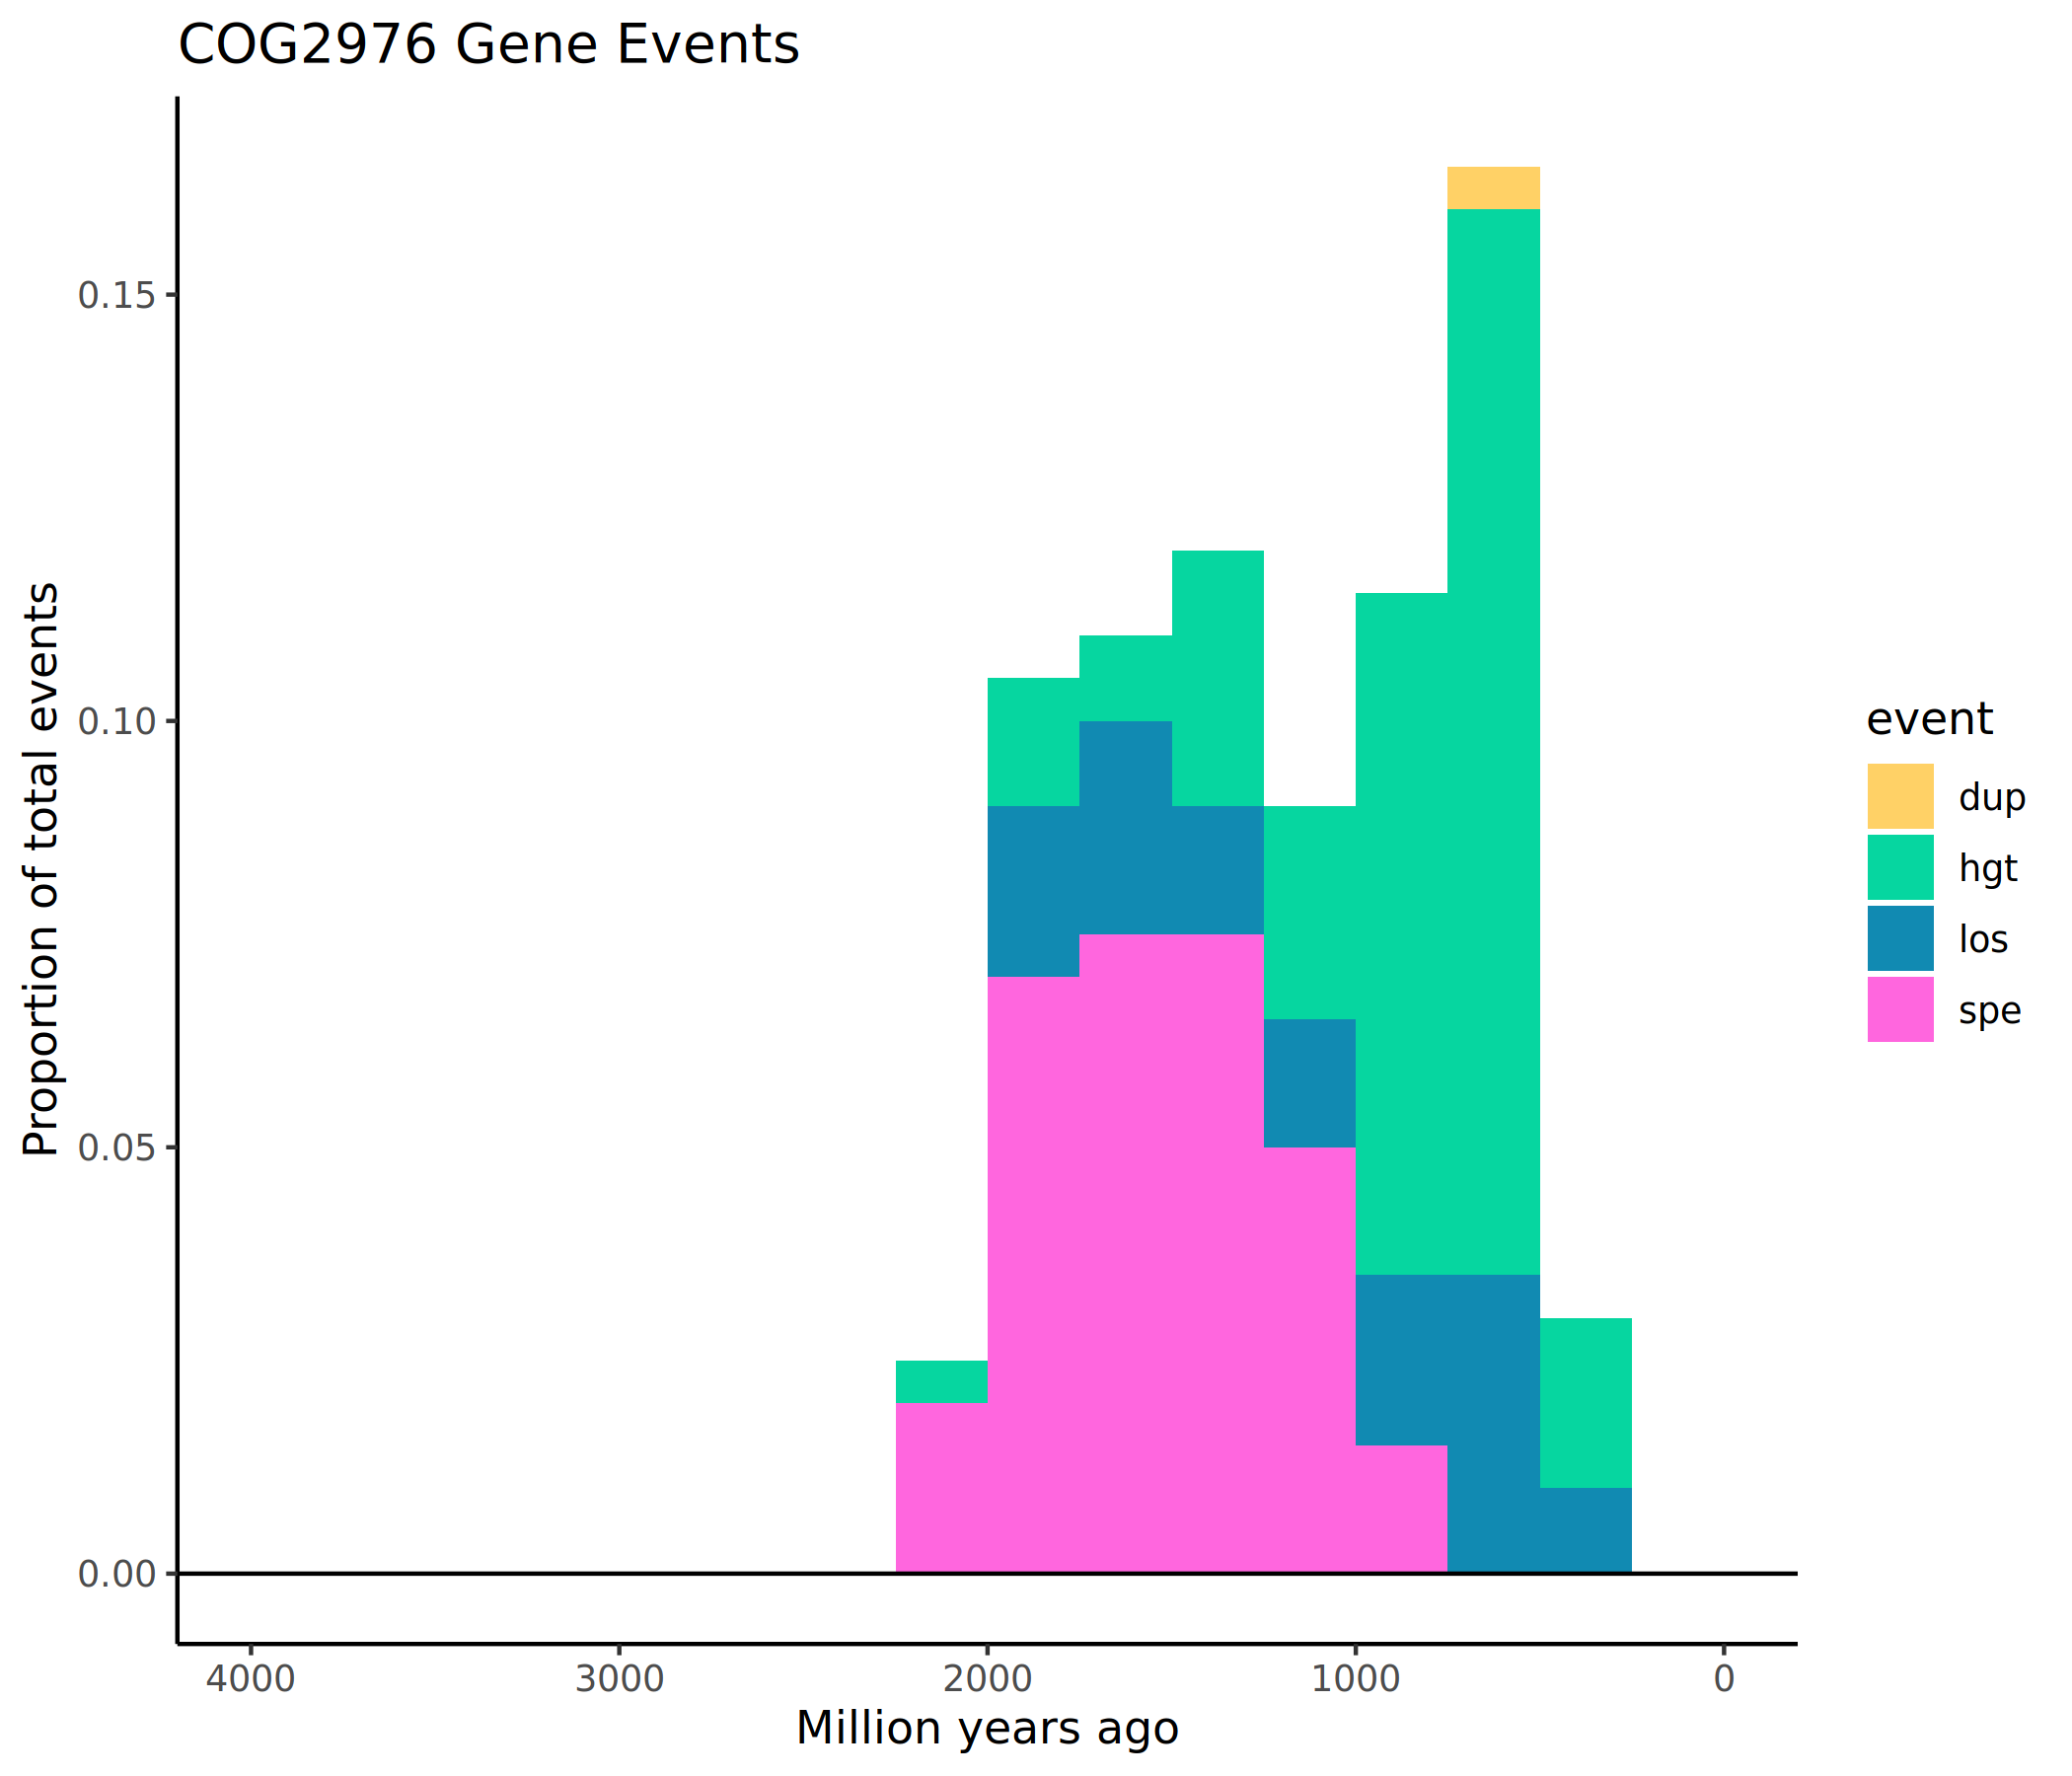 COG2976 Gene Events
Proportion of total events
0.15
0.10
0.05
0.00
4000 3000 2000 1000 0
Million years ago
event
dup
hgt
los
spe